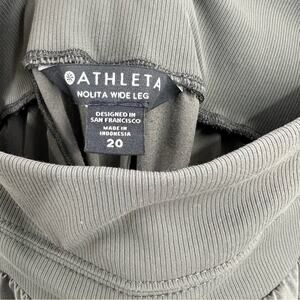 ATHLETA
NOLITA WIDE LEG
DESIGNED IN
SAN FRANCISCO
MADE IN
INDONESIA
20